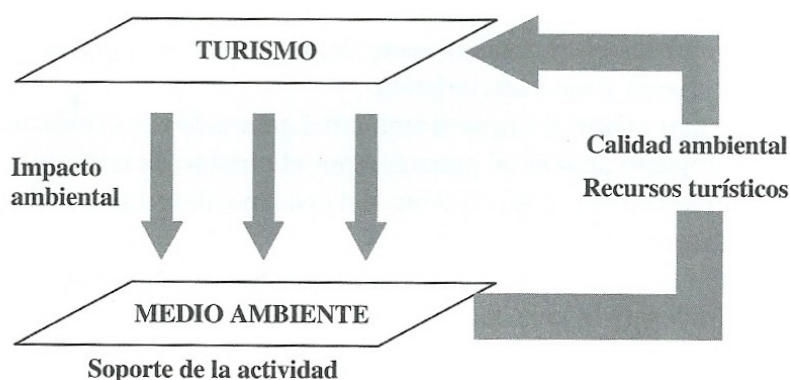 TURISMO
Impacto
ambiental
Calidad ambiental
Recursos turísticos
MEDIO AMBIENTE
Soporte de la actividad